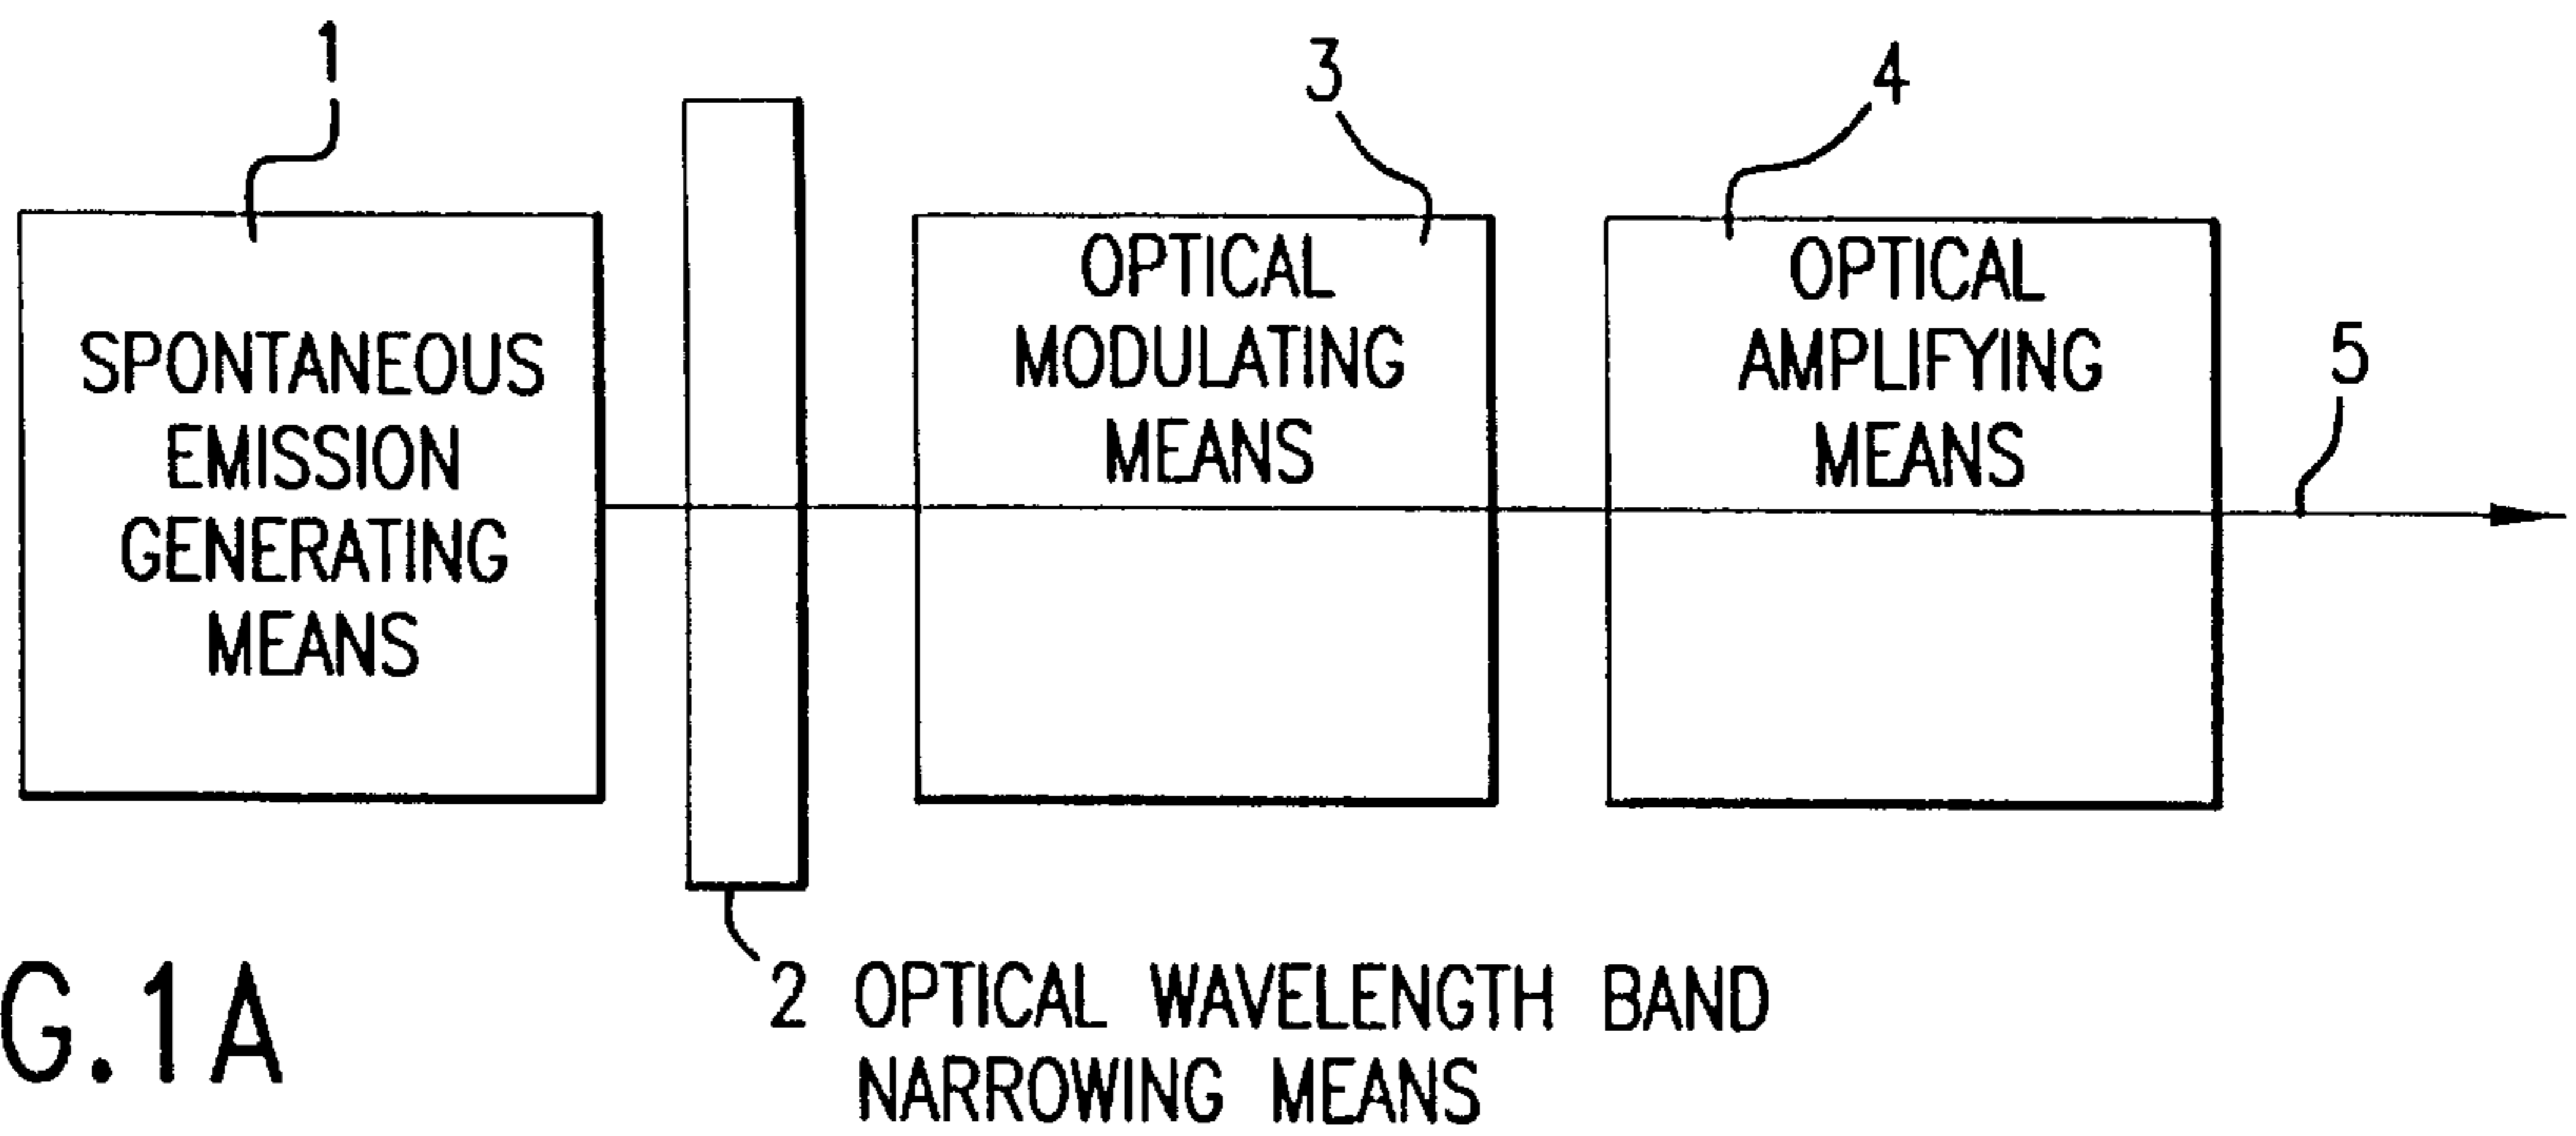 1
3
4
SPONTANEOUS
EMISSION
GENERATING
MEANS
OPTICAL
MODULATING
MEANS
OPTICAL
AMPLIFYING
MEANS
5
2 OPTICAL WAVELENGTH BAND
NARROWING MEANS
G.1A